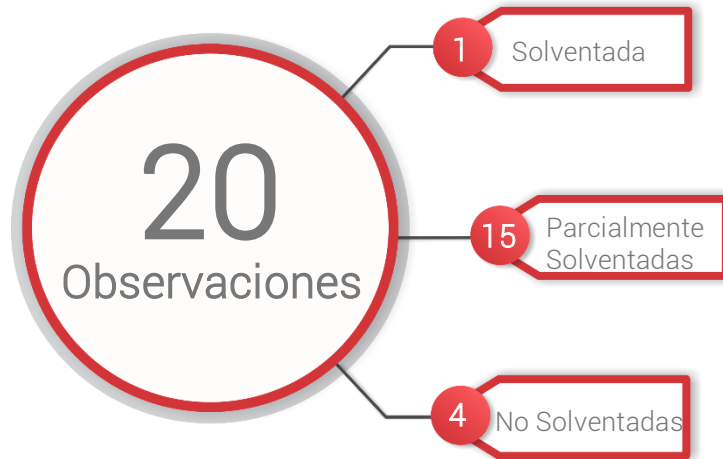 20
Observaciones
1
Solventada
15
Parcialmente
Solventadas
4
No Solventadas